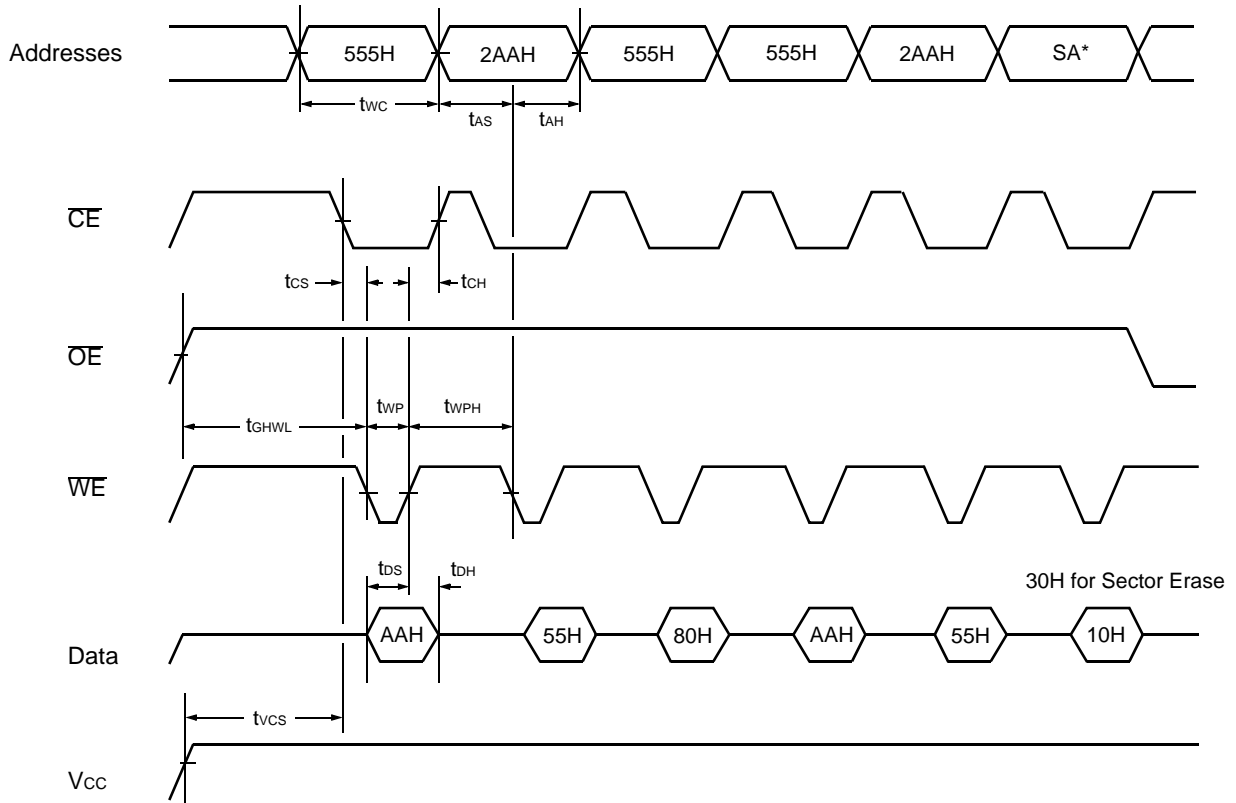 Addresses 555H 2AAH 555H 555H 2AAH SA*
tWC tAS tAH
CE
tCS tCH
OE
tGHWL tWP tWPH
WE
tDS tDH
30H for Sector Erase
Data AAH 55H 80H AAH 55H 10H
tVCS
VCC